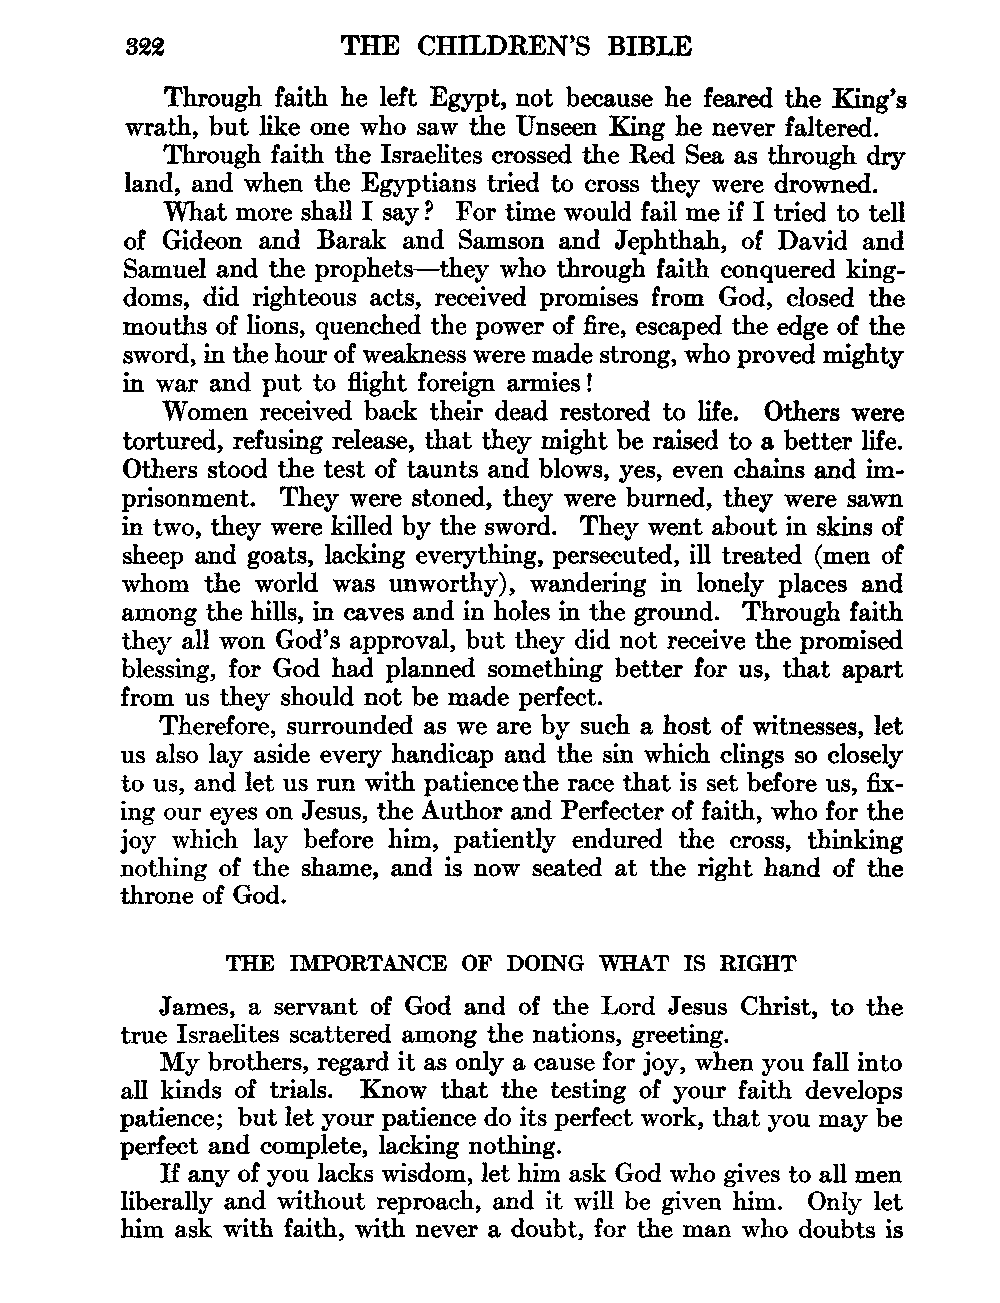 322 THE CHILDREN'S BIBLE
Through faith he left Egypt, not because he feared the King's
wrath, but like one who saw the Unseen King he never faltered.
Through faith the Israelites crossed the Red Sea as through dry
land, and when the Egyptians tried to cross they were drowned.
What more shall I say? For time would fail me if I tried to tell
of Gideon and Barak and Samson and Jephthah, of David and
Samuel and the prophets—they who through faith conquered king-
doms, did righteous acts, received promises from God, closed the
mouths of lions, quenched the power of fire, escaped the edge of the
sword, in the hour of weakness were made strong, who proved mighty
in war and put to flight foreign armies!
Women received back their dead restored to life. Others were
tortured, refusing release, that they might be raised to a better life.
Others stood the test of taunts and blows, yes, even chains and im-
prisonment. They were stoned, they were burned, they were sawn
in two, they were killed by the sword. They went about in skins of
sheep and goats, lacking everything, persecuted, ill treated (men of
whom the world was unworthy), wandering in lonely places and
among the hills, in caves and in holes in the ground. Through faith
they all won God's approval, but they did not receive the promised
blessing, for God had planned something better for us, that apart
from us they should not be made perfect.
Therefore, surrounded as we are by such a host of witnesses, let
us also lay aside every handicap and the sin which clings so closely
to us, and let us run with patience the race that is set before us, fix-
ing our eyes on Jesus, the Author and Perfecter of faith, who for the
joy which lay before him, patiently endured the cross, thinking
nothing of the shame, and is now seated at the right hand of the
throne of God.
THE IMPORTANCE OF DOING WHAT IS RIGHT
James, a servant of God and of the Lord Jesus Christ, to the
true Israelites scattered among the nations, greeting.
My brothers, regard it as only a cause for joy, when you fall into
all kinds of trials. Know that the testing of your faith develops
patience; but let your patience do its perfect work, that you may be
perfect and complete, lacking nothing.
If any of you lacks wisdom, let him ask God who gives to all men
liberally and without reproach, and it will be given him. Only let
him ask with faith, with never a doubt, for the man who doubts is